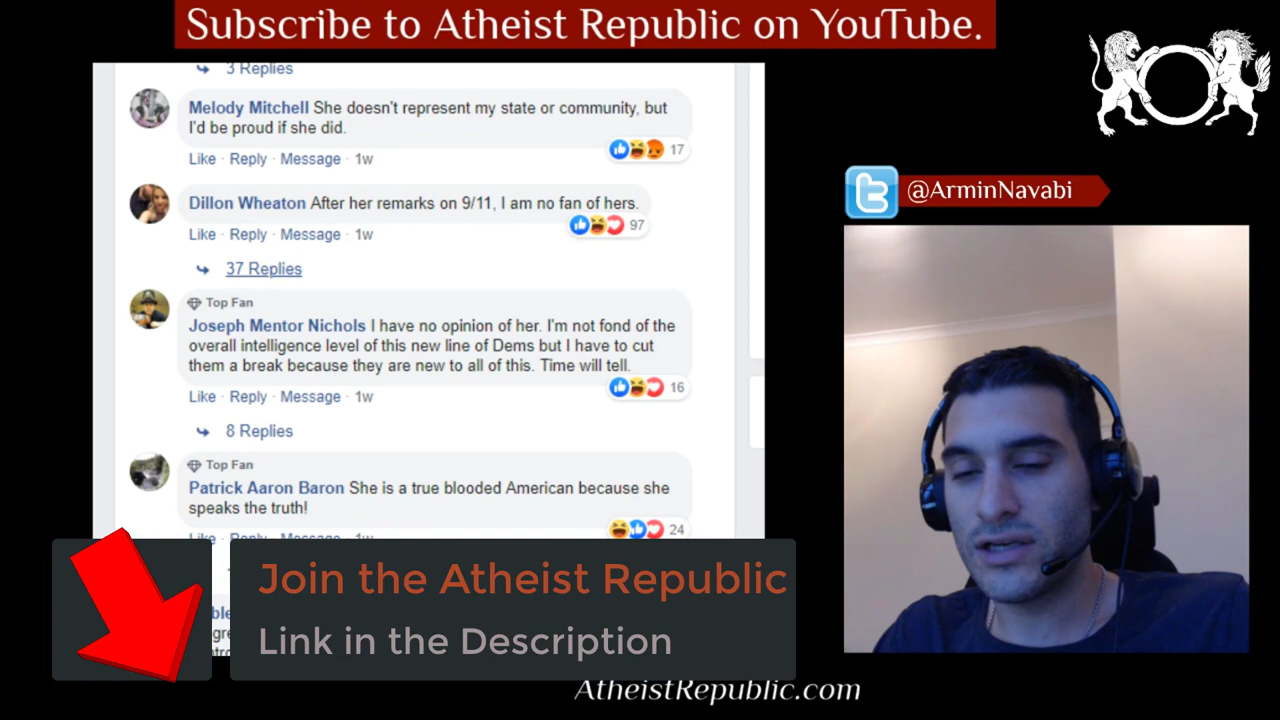 Subscribe to Atheist Republic on YouTube.
3 Replies
Melody Mitchell She doesn't represent my state or community, but
I'd be proud if she did.
Like · Reply · Message · 1w
17
Dillon Wheaton After her remarks on 9/11, I am no fan of hers.
Like · Reply · Message · 1w
97
37 Replies
Top Fan
Joseph Mentor Nichols I have no opinion of her. I'm not fond of the
overall intelligence level of this new line of Dems but I have to cut
them a break because they are new to all of this. Time will tell.
Like · Reply · Message · 1w
16
8 Replies
Top Fan
Patrick Aaron Baron She is a true blooded American because she
speaks the truth!
24
Like · Reply · Message · 1w
@ArminNavabi
Join the Atheist Republic
Link in the Description
AtheistRepublic.com